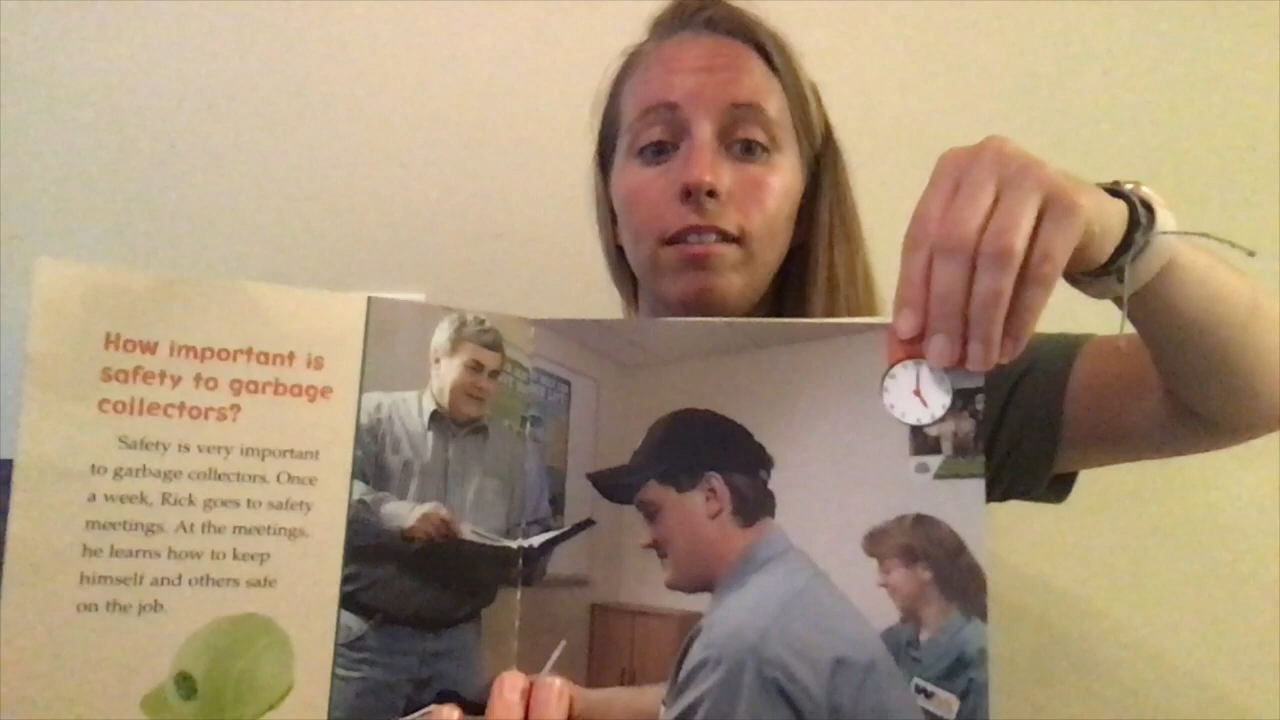 How important is
safety to garbage
collectors?
Safety is very important
to garbage collectors. Once
a week, Rick goes to safety
meetings. At the meetings,
he learns how to keep
himself and others safe
on the job.
W